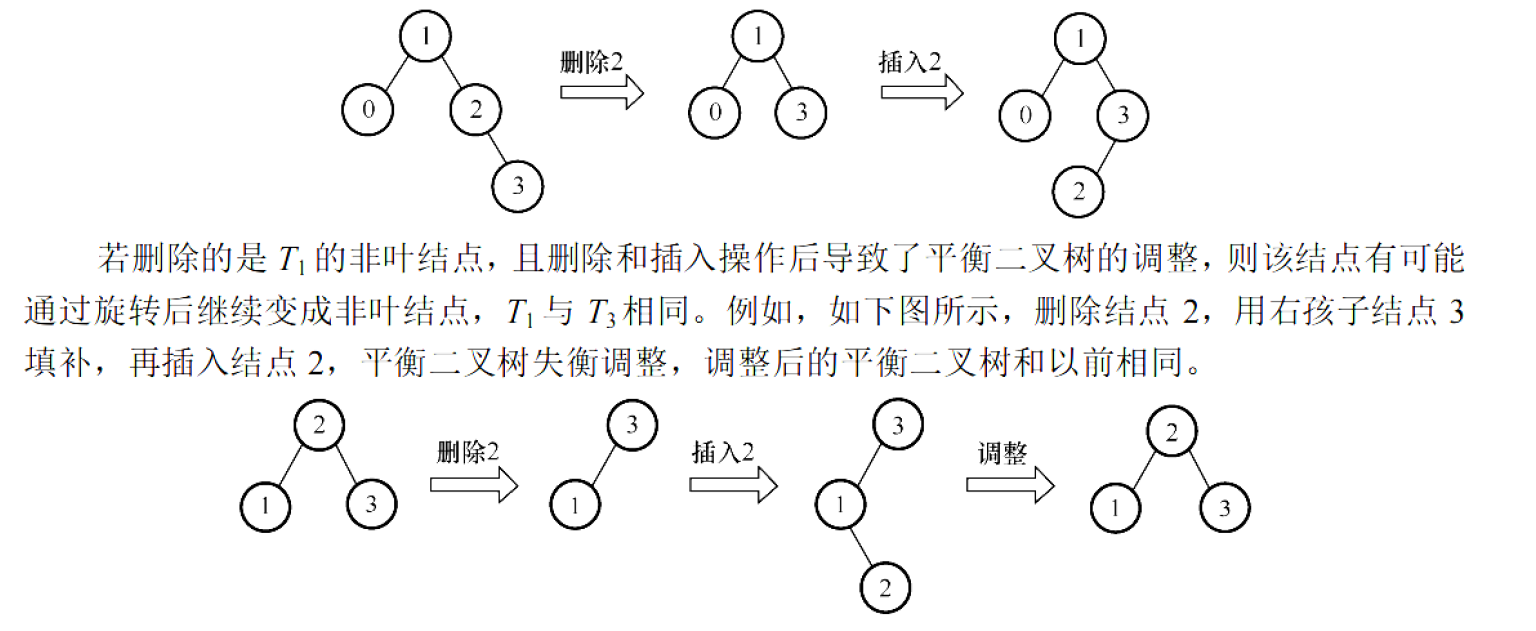 1 1 1
删除2 插入2
0 2 0 3 0 3
3 2
若删除的是 T1 的非叶结点，且删除和插入操作后导致了平衡二叉树的调整，则该结点有可能
通过旋转后继续变成非叶结点，T1 与 T3 相同。例如，如下图所示，删除结点 2，用右孩子结点 3
填补，再插入结点 2，平衡二叉树失衡调整，调整后的平衡二叉树和以前相同。
2 3 3 2
删除2 插入2 调整
1 3 1 1 1 3
2